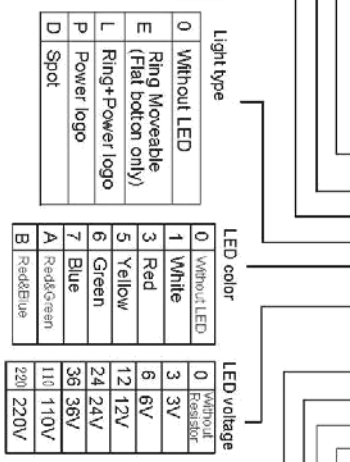 Light type
0 Without LED
E Ring Moveable
(Flat botton only)
L Ring+Power logo
P Power logo
D Spot
LED color
0 Without LED
1 White
3 Red
5 Yellow
6 Green
7 Blue
A Red&Green
B Red&Blue
LED voltage
0 Without
Resistor
3 3V
6 6V
12 12V
24 24V
36 36V
110 110V
220 220V